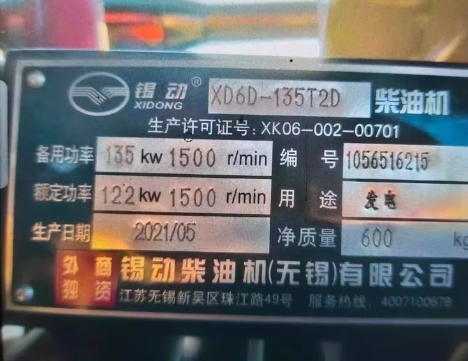 锡动® XIDONG XD6D-135T2D 柴油机
生产许可证号: XK06-002-00701
备用功率 135 kw 1500 r/min 编 号 1056516215
额定功率 122 kw 1500 r/min 用 途 发电
生产日期 2021/05 净质量 600 kg
外商独资 锡动柴油机(无锡)有限公司
江苏无锡新吴区珠江路49号 服务热线: 4007100678